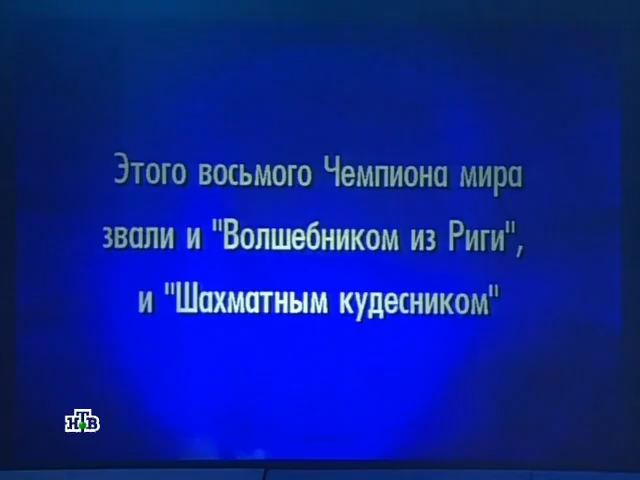 Этого восьмого Чемпиона мира
звали и "Волшебником из Риги",
и "Шахматным кудесником"
НТВ